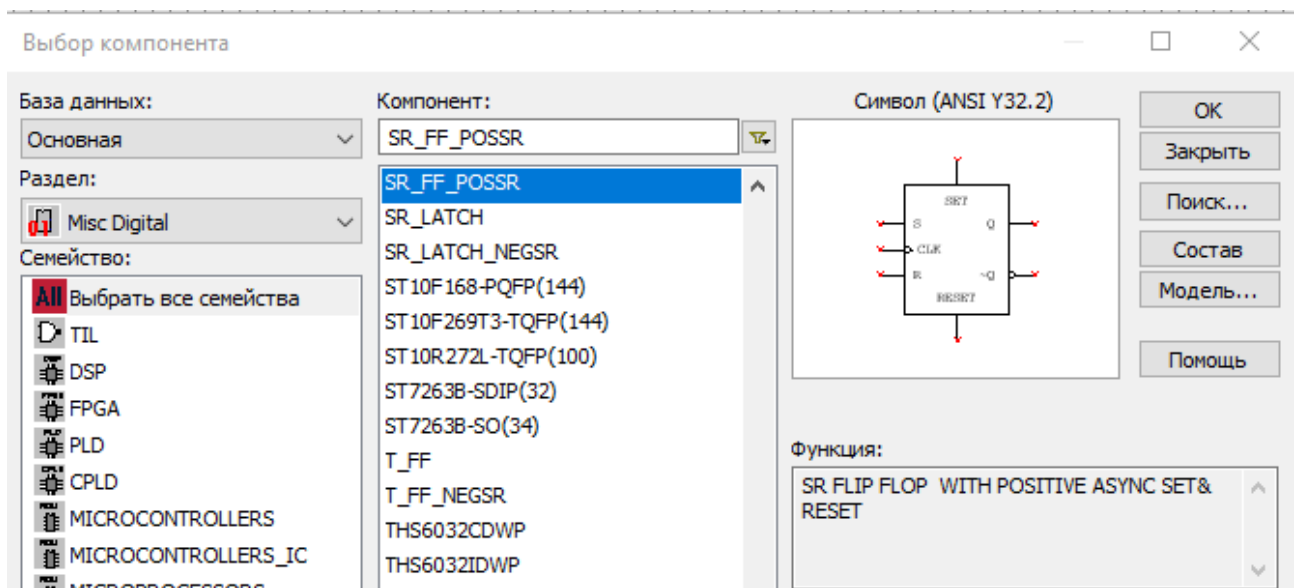 Выбор компонента
База данных:
Основная
Раздел:
Misc Digital
Семейство:
All Выбрать все семейства
TIL
DSP
FPGA
PLD
CPLD
MICROCONTROLLERS
MICROCONTROLLERS_IC
MICROPROCESSORS
Компонент:
SR_FF_POSSR
SR_FF_POSSR
SR_LATCH
SR_LATCH_NEGSR
ST10F168-PQFP(144)
ST10F269T3-TQFP(144)
ST10R272L-TQFP(100)
ST7263B-SDIP(32)
ST7263B-SO(34)
T_FF
T_FF_NEGSR
THS6032CDWP
THS6032IDWP
Символ (ANSI Y32.2)
SET
S Q
CLK
R ~Q
RESET
Функция:
SR FLIP FLOP WITH POSITIVE ASYNC SET&
RESET
OK
Закрыть
Поиск...
Состав
Модель...
Помощь